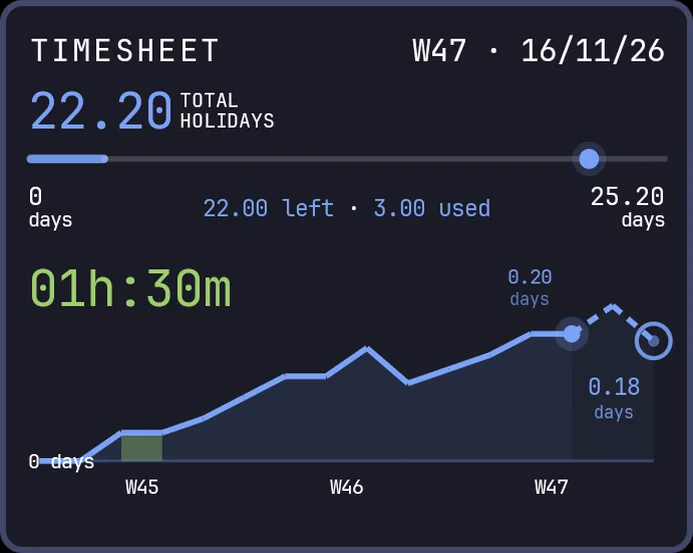 TIMESHEET
W47 · 16/11/26
22.20 TOTAL
HOLIDAYS
0
days
22.00 left · 3.00 used
25.20
days
01h:30m
0.20
days
0.18
days
0 days
W45
W46
W47